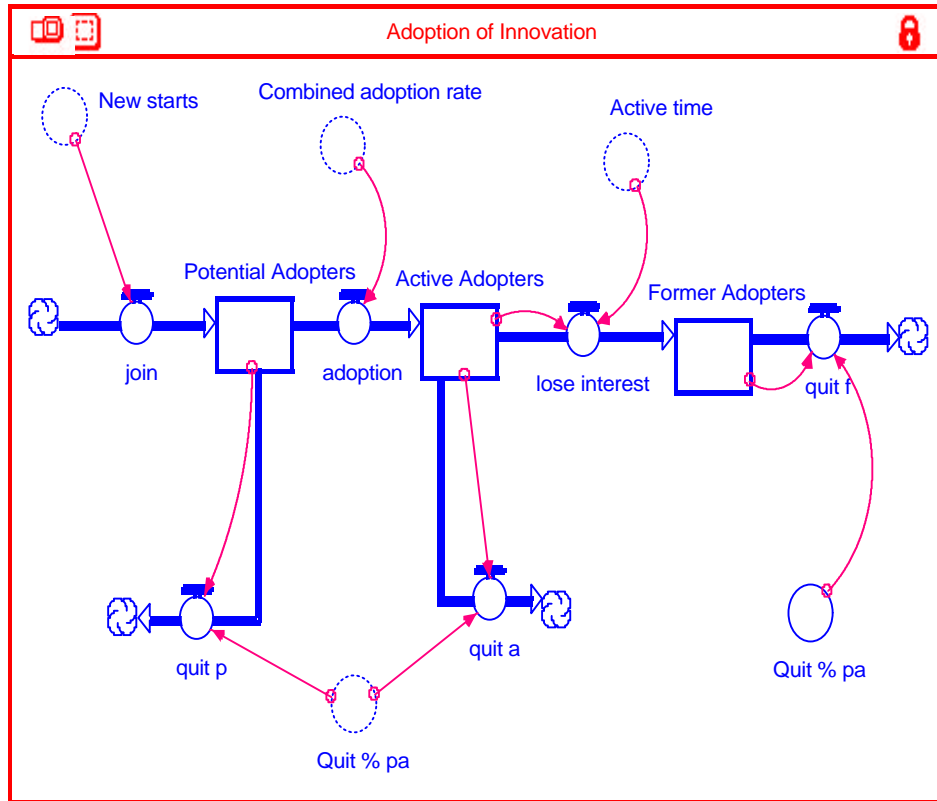 Adoption of Innovation
New starts
Combined adoption rate
Active time
Potential Adopters
Active Adopters
Former Adopters
join
adoption
lose interest
quit f
quit p
quit a
Quit % pa
Quit % pa